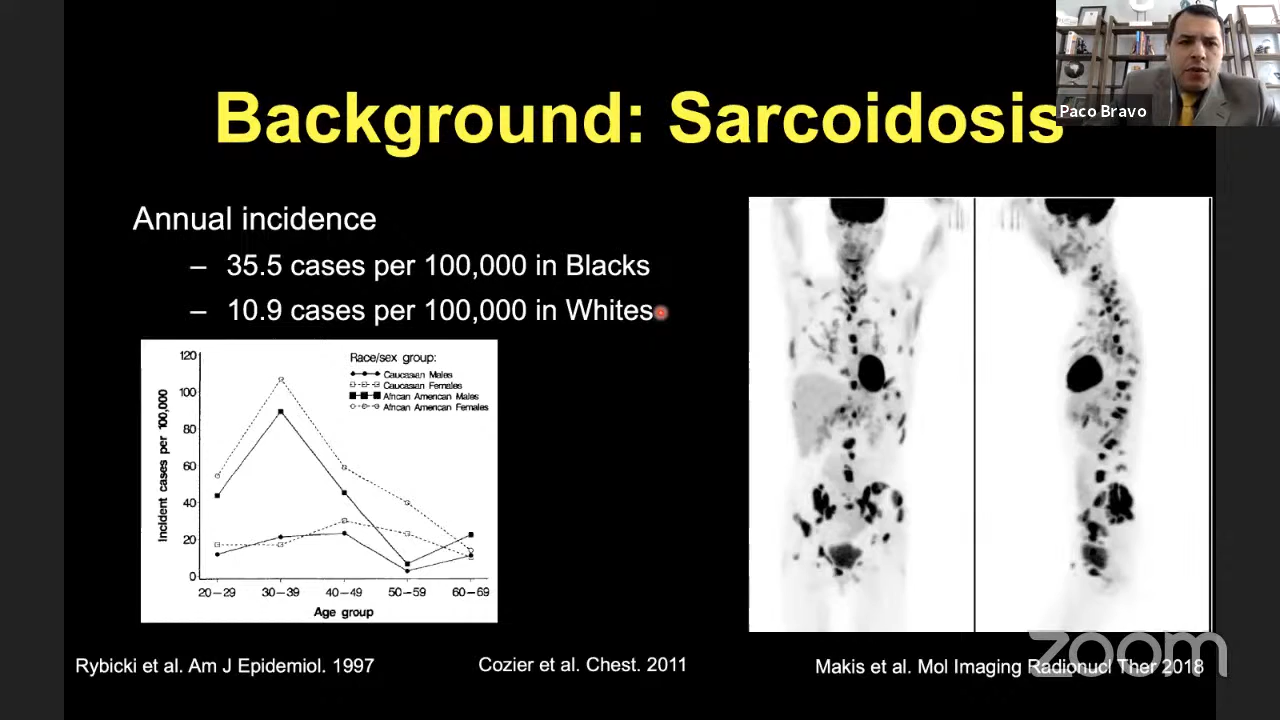 Paco Bravo
Background: Sarcoidosis
Annual incidence
– 35.5 cases per 100,000 in Blacks
– 10.9 cases per 100,000 in Whites
Race/sex group:
Caucasian Males
Caucasian Females
African American Males
African American Females
Incident cases per 100,000
120
100
80
60
40
20
0
20–29 30–39 40–49 50–59 60–69
Age group
Rybicki et al. Am J Epidemiol. 1997
Cozier et al. Chest. 2011
Makis et al. Mol Imaging Radionucl Ther 2018
zoom